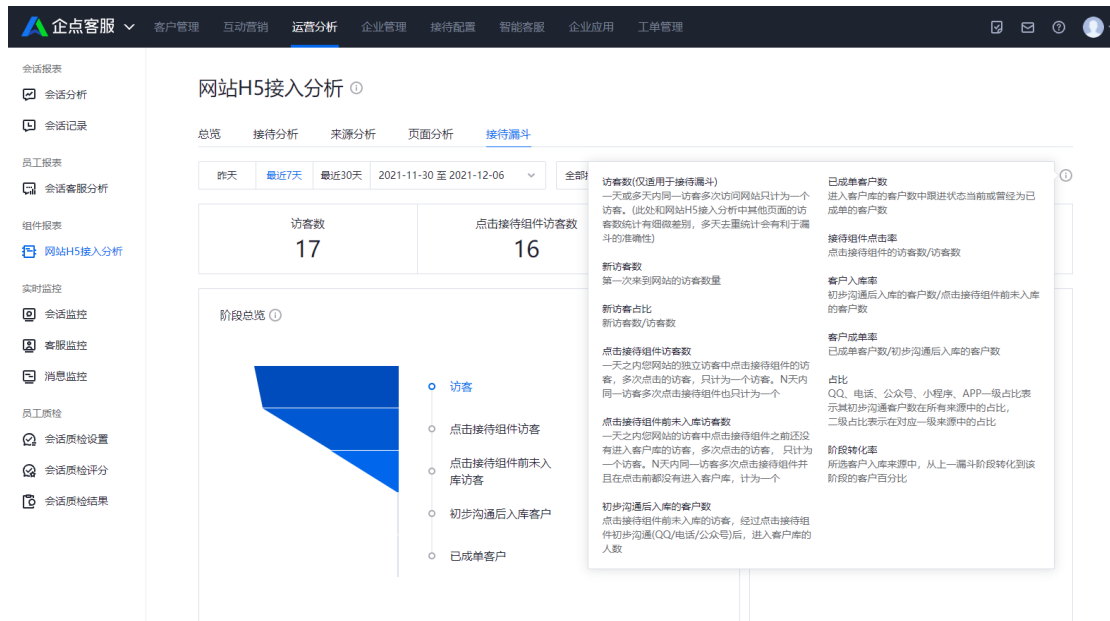 企点客服
客户管理
互动营销
运营分析
企业管理
接待配置
智能客服
企业应用
工单管理
会话报表
会话分析
会话记录
员工报表
会话客服分析
组件报表
网站H5接入分析
实时监控
会话监控
客服监控
消息监控
员工质检
会话质检设置
会话质检评分
会话质检结果
网站H5接入分析
总览
接待分析
来源分析
页面分析
接待漏斗
昨天
最近7天
最近30天
2021-11-30 至 2021-12-06
全部
访客数
17
点击接待组件访客数
16
阶段总览
访客
点击接待组件访客
点击接待组件前未入
库访客
初步沟通后入库客户
已成单客户
访客数(仅适用于接待漏斗)
一天或多天内同一访客多次访问网站只计为一个
访客。(此处和网站H5接入分析中其他页面的访
客数统计有细微差别，多天去重统计会有利于漏
斗的准确性)
新访客数
第一次来到网站的访客数量
新访客占比
新访客数/访客数
点击接待组件访客数
一天之内您网站的独立访客中点击接待组件的访
客，多次点击的访客，只计为一个访客。N天内
同一访客多次点击接待组件也只计为一个
点击接待组件前未入库访客数
一天之内您网站的访客中点击接待组件之前还没
有进入客户库的访客，多次点击的访客， 只计为
一个访客。N天内同一访客多次点击接待组件并
且在点击前都没有进入客户库，计为一个
初步沟通后入库的客户数
点击接待组件前未入库的访客，经过点击接待组
件初步沟通(QQ/电话/公众号)后，进入客户库的
人数
已成单客户数
进入客户库的客户数中跟进状态当前或曾经为已
成单的客户数
接待组件点击率
点击接待组件的访客数/访客数
客户入库率
初步沟通后入库的客户数/点击接待组件前未入库
的客户数
客户成单率
已成单客户数/初步沟通后入库的客户数
占比
QQ、电话、公众号、小程序、APP一级占比表
示其初步沟通客户数在所有来源中的占比，
二级占比表示在对应一级来源中的占比
阶段转化率
所选客户入库来源中，从上一漏斗阶段转化到该
阶段的客户百分比